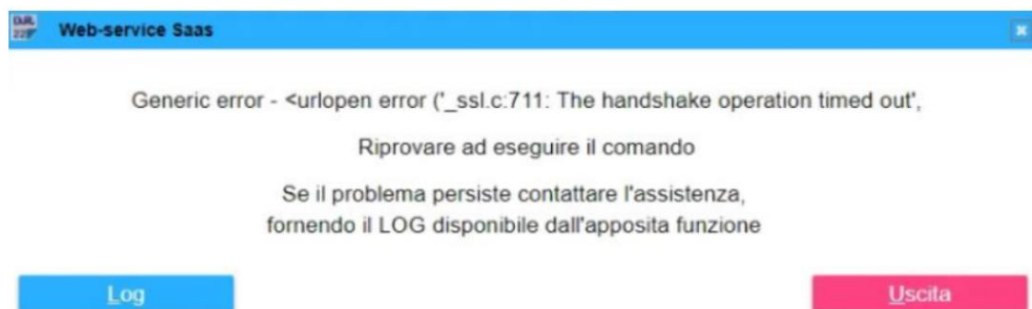 Web-service Saas
Generic error - <urlopen error ('_ssl.c:711: The handshake operation timed out',
Riprovare ad eseguire il comando
Se il problema persiste contattare l'assistenza,
fornendo il LOG disponibile dall'apposita funzione
Log
Uscita